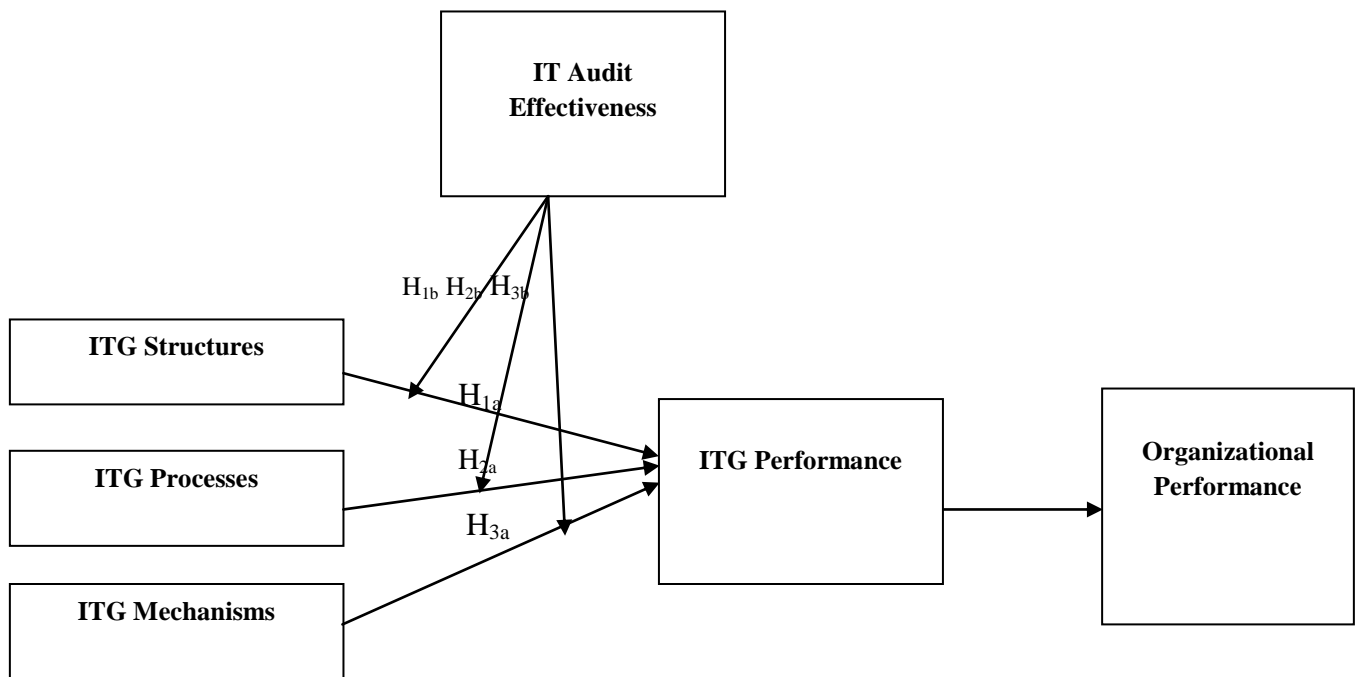 IT Audit
Effectiveness
H1b H2b H3b
ITG Structures
H1a
ITG Processes
H2a
ITG Mechanisms
H3a
ITG Performance
Organizational
Performance